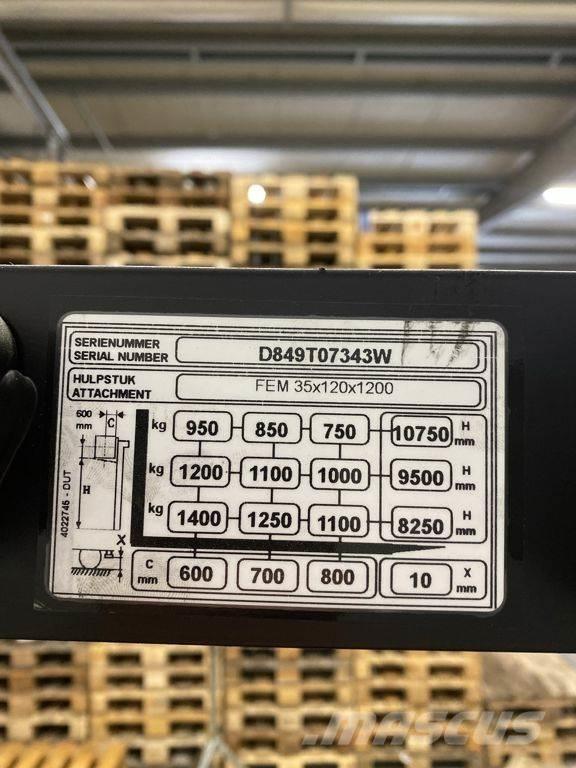 SERIENUMMER
SERIAL NUMBER
D849T07343W
HULPSTUK
ATTACHMENT
FEM 35x120x1200
600 mm C
kg 950 850 750 10750 H mm
kg 1200 1100 1000 9500 H mm
kg 1400 1250 1100 8250 H mm
C mm 600 700 800 10 X mm
H
X
4022745 - DUT
MASCUS